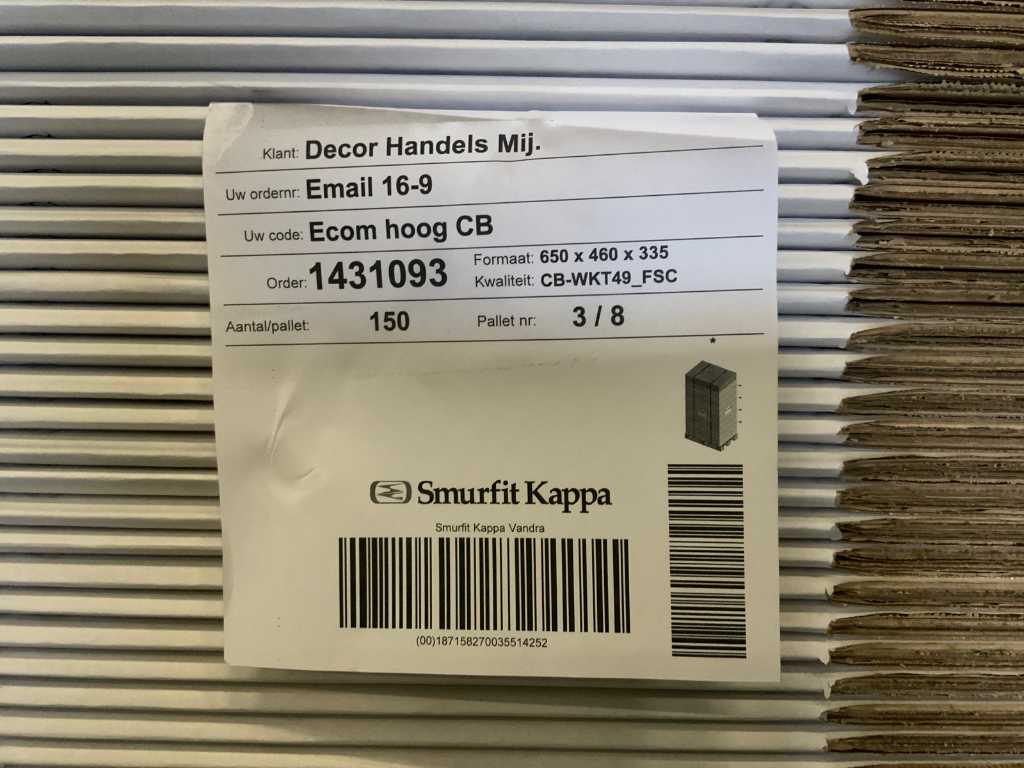 Klant: Decor Handels Mij.
Uw ordernr: Email 16-9
Uw code: Ecom hoog CB
Order: 1431093
Formaat: 650 x 460 x 335
Kwaliteit: CB-WKT49_FSC
Aantal/pallet: 150
Pallet nr: 3 / 8
*
Smurfit Kappa
Smurfit Kappa Vandra
(00)187158270035514252